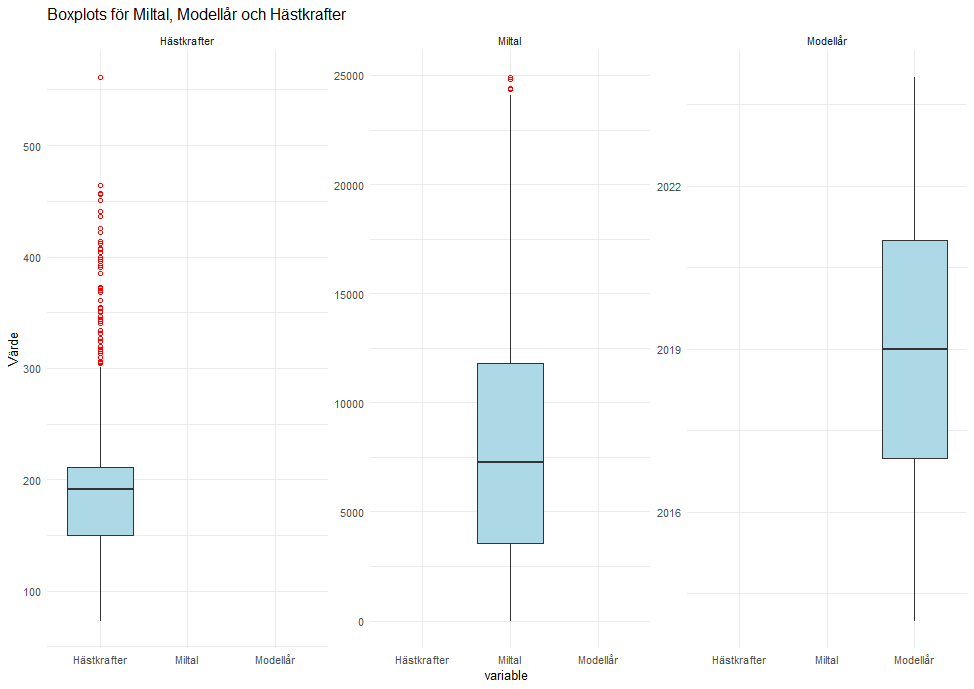 Boxplots för Miltal, Modellår och Hästkrafter
Hästkrafter
Miltal
Modellår
Värde
500
400
300
200
100
25000
20000
15000
10000
5000
0
2022
2019
2016
Hästkrafter Miltal Modellår
Hästkrafter Miltal Modellår
Hästkrafter Miltal Modellår
variable